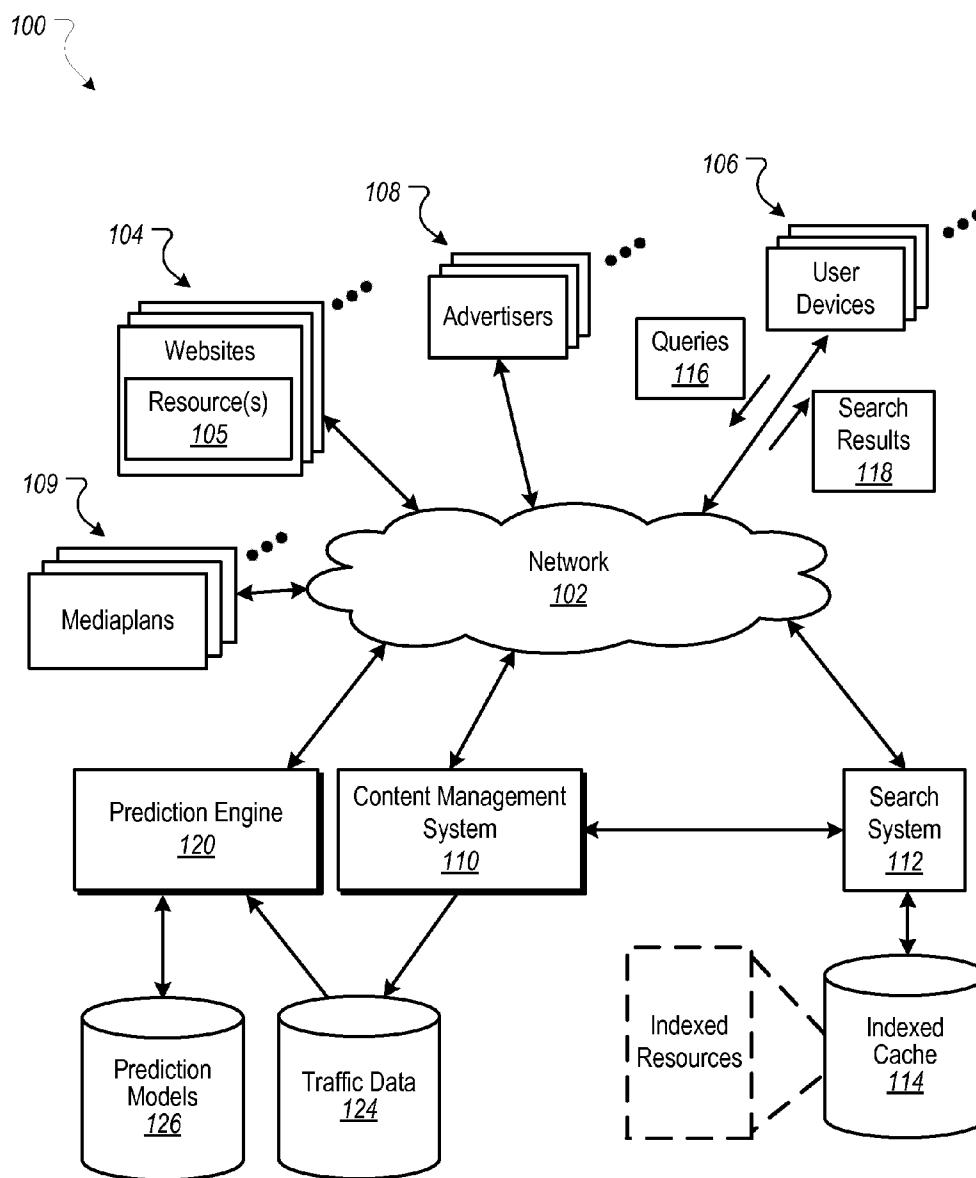 100
106
108
104
User
Devices
Advertisers
Queries
116
Websites
Resource(s)
105
Search
Results
118
109
Network
102
Mediaplans
Prediction Engine
120
Content Management
System
110
Search
System
112
Indexed
Resources
Indexed
Cache
114
Prediction
Models
126
Traffic Data
124